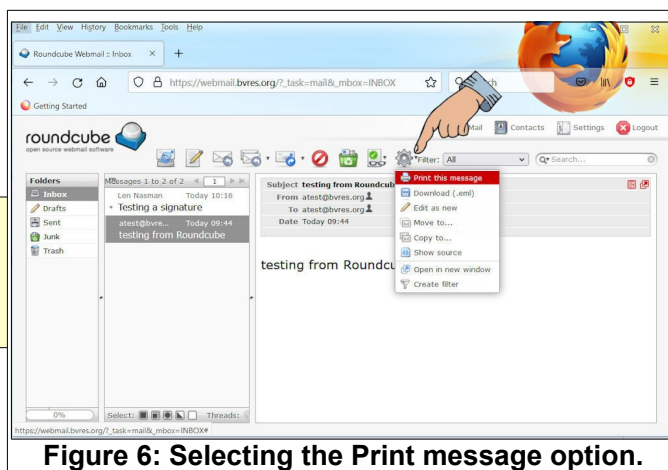 File Edit View History Bookmarks Tools Help
Roundcube Webmail :: Inbox × +
https://webmail.bvres.org/?_task=mail&_mbox=INBOX
Getting Started
roundcube
open source webmail software
Mail Contacts Settings Logout
Filter: All Search...
Folders
Inbox
Drafts
Sent
Junk
Trash
Messages 1 to 2 of 2 1
Len Nasman Today 10:16
Testing a signature
atest@bvre... Today 09:44
testing from Roundcube
Subject testing from Roundcub
From atest@bvres.org
To atest@bvres.org
Date Today 09:44
testing from Roundcu
Print this message
Download (.eml)
Edit as new
Move to...
Copy to...
Show source
Open in new window
Create filter
0% Select: Threads:
https://webmail.bvres.org/?_task=mail&_mbox=INBOX#
Figure 6: Selecting the Print message option.